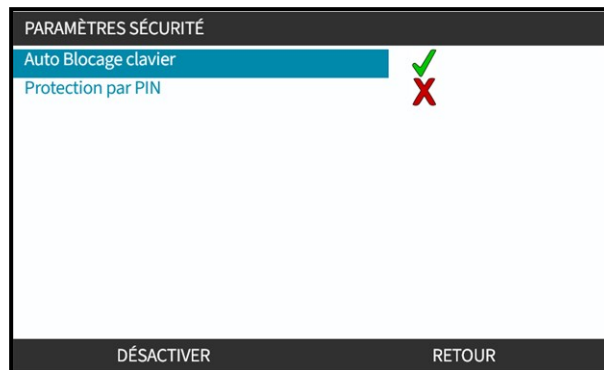 PARAMÈTRES SÉCURITÉ
Auto Blocage clavier
Protection par PIN
DÉSACTIVER RETOUR